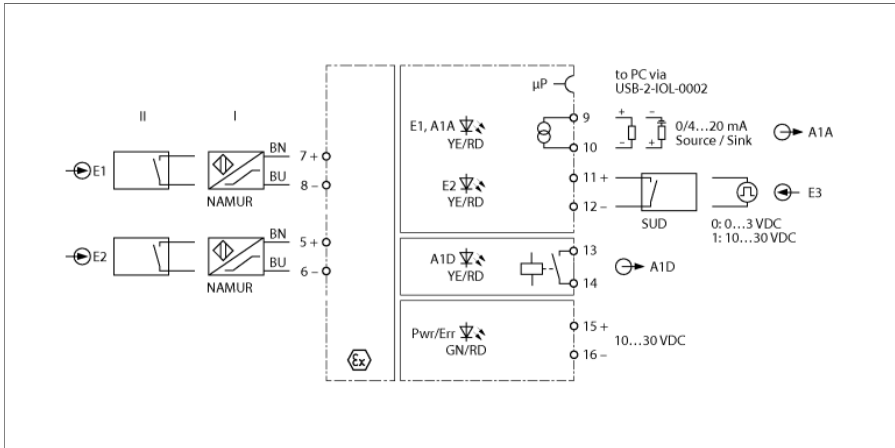 II
I
E1
BN
7 +
BU
8 –
NAMUR
E2
BN
5 +
BU
6 –
NAMUR
Ex
µP
to PC via
USB-2-IOL-0002
E1, A1A
YE/RD
9
10
+
–
–
+
0/4...20 mA
Source / Sink
A1A
E2
YE/RD
11 +
12 –
SUD
E3
0: 0...3 VDC
1: 10...30 VDC
A1D
YE/RD
13
14
A1D
Pwr/Err
GN/RD
15 +
16 –
10...30 VDC